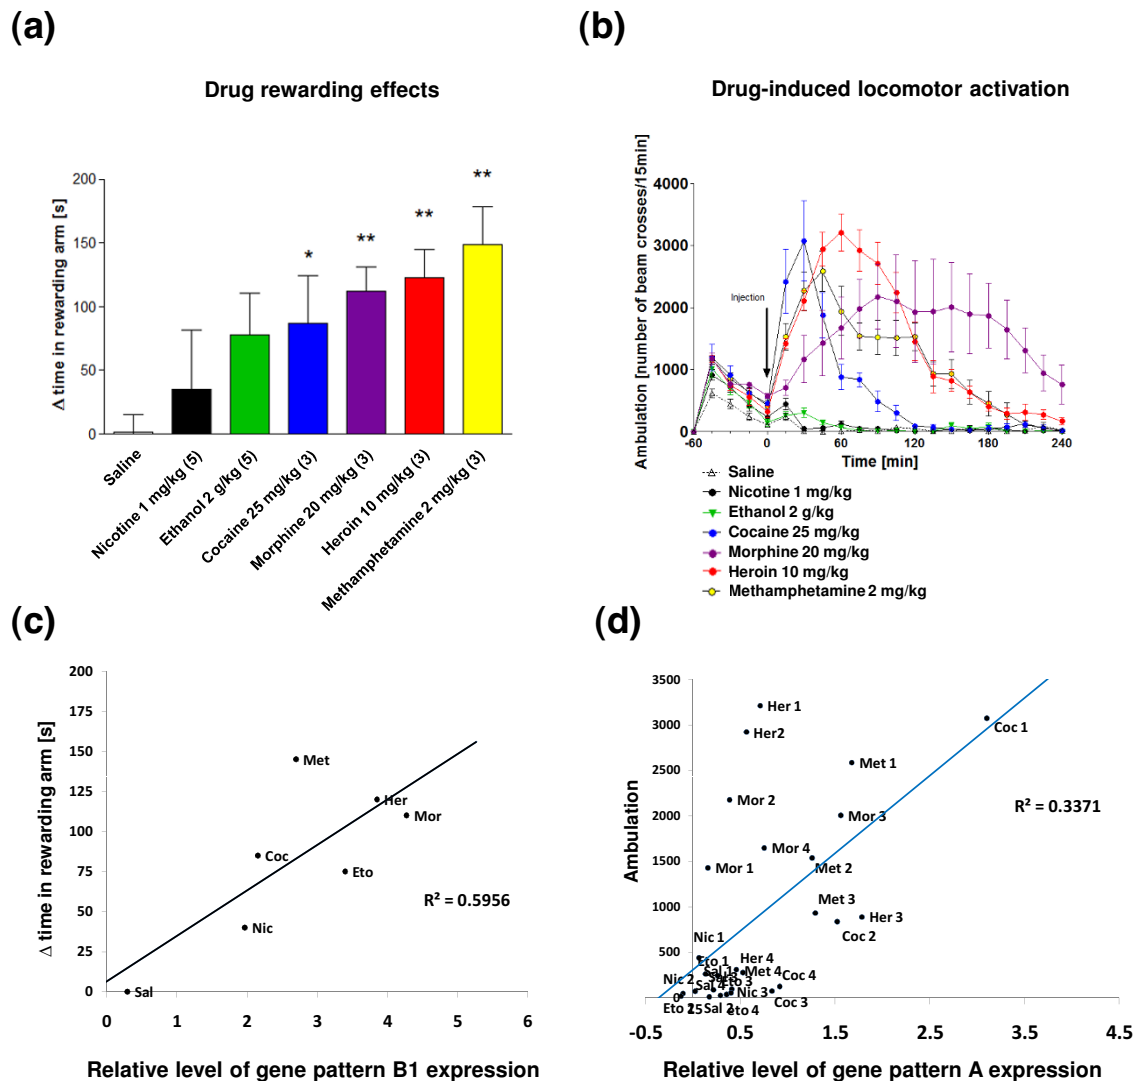 (a)
Drug rewarding effects
Δ time in rewarding arm [s]
200
150
100
50
0
*
**
**
**
Saline
Nicotine 1 mg/kg (5)
Ethanol 2 g/kg (5)
Cocaine 25 mg/kg (3)
Morphine 20 mg/kg (3)
Heroin 10 mg/kg (3)
Methamphetamine 2 mg/kg (3)
(b)
Drug-induced locomotor activation
Ambulation [number of beam crosses/15min]
4000
3000
2000
1000
0
Injection
-60
0
60
120
180
240
Time [min]
Saline
Nicotine 1 mg/kg
Ethanol 2 g/kg
Cocaine 25 mg/kg
Morphine 20 mg/kg
Heroin 10 mg/kg
Methamphetamine 2 mg/kg
(c)
Δ time in rewarding arm [s]
200
175
150
125
100
75
50
25
0
Met
Her
Mor
Coc
Eto
Nic
Sal
R² = 0.5956
0 1 2 3 4 5 6
Relative level of gene pattern B1 expression
(d)
Ambulation
3500
3000
2500
2000
1500
1000
500
0
Her 1
Coc 1
Her2
Met 1
Mor 2
Mor 3
R² = 0.3371
Mor 4
Mor 1
Met 2
Met 3
Her 3
Coc 2
Nic 1
Eto 1
Her 4
Sal 1
Met 4
Coc 4
Nic 2
Sal 4
Eto 3
Nic 3
Coc 3
Sal 2
eto 4
-0.5 0.5 1.5 2.5 3.5 4.5
Relative level of gene pattern A expression